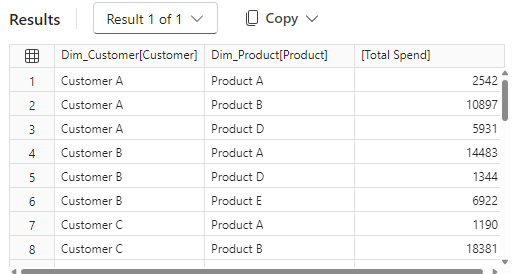 Results Result 1 of 1 Copy
Dim_Customer[Customer] Dim_Product[Product] [Total Spend]
1 Customer A Product A 2542
2 Customer A Product B 10897
3 Customer A Product D 5931
4 Customer B Product A 14483
5 Customer B Product D 1344
6 Customer B Product E 6922
7 Customer C Product A 1190
8 Customer C Product B 18381